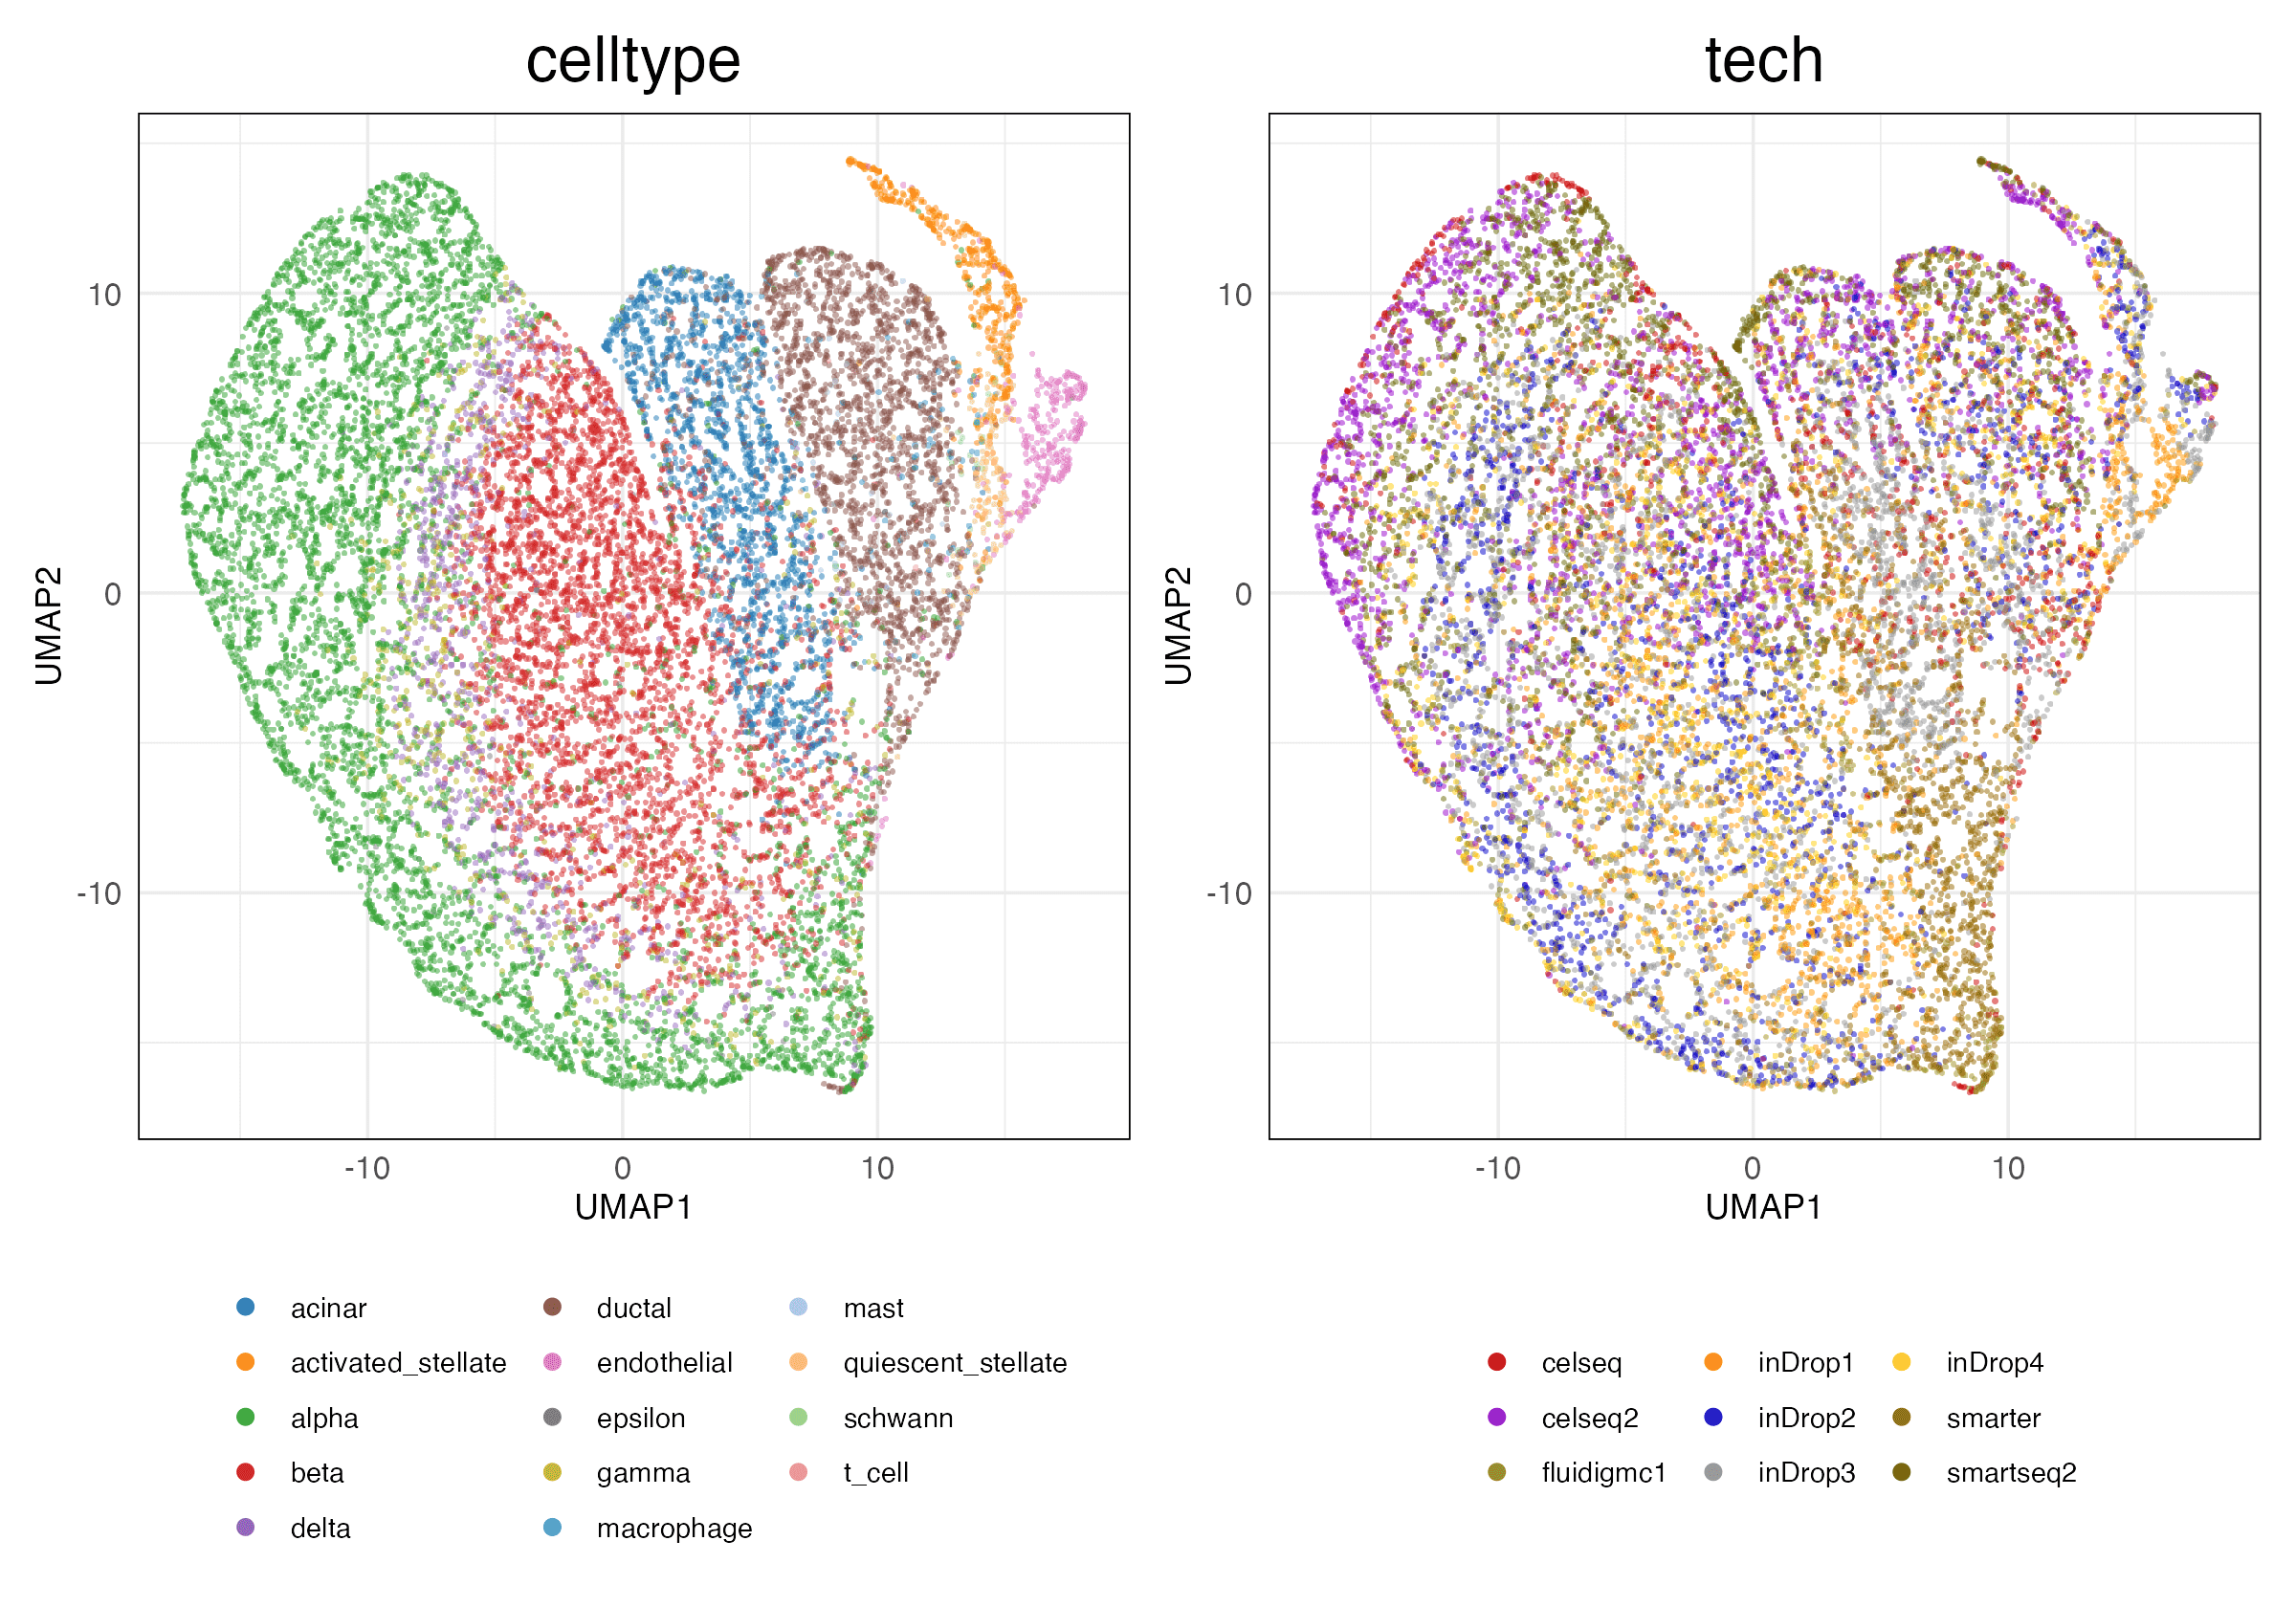 celltype
10
0
-10
UMAP2
-10 0 10
UMAP1
acinar
activated_stellate
alpha
beta
delta
ductal
endothelial
epsilon
gamma
macrophage
mast
quiescent_stellate
schwann
t_cell
tech
10
0
-10
UMAP2
-10 0 10
UMAP1
celseq
celseq2
fluidigmc1
inDrop1
inDrop2
inDrop3
inDrop4
smarter
smartseq2